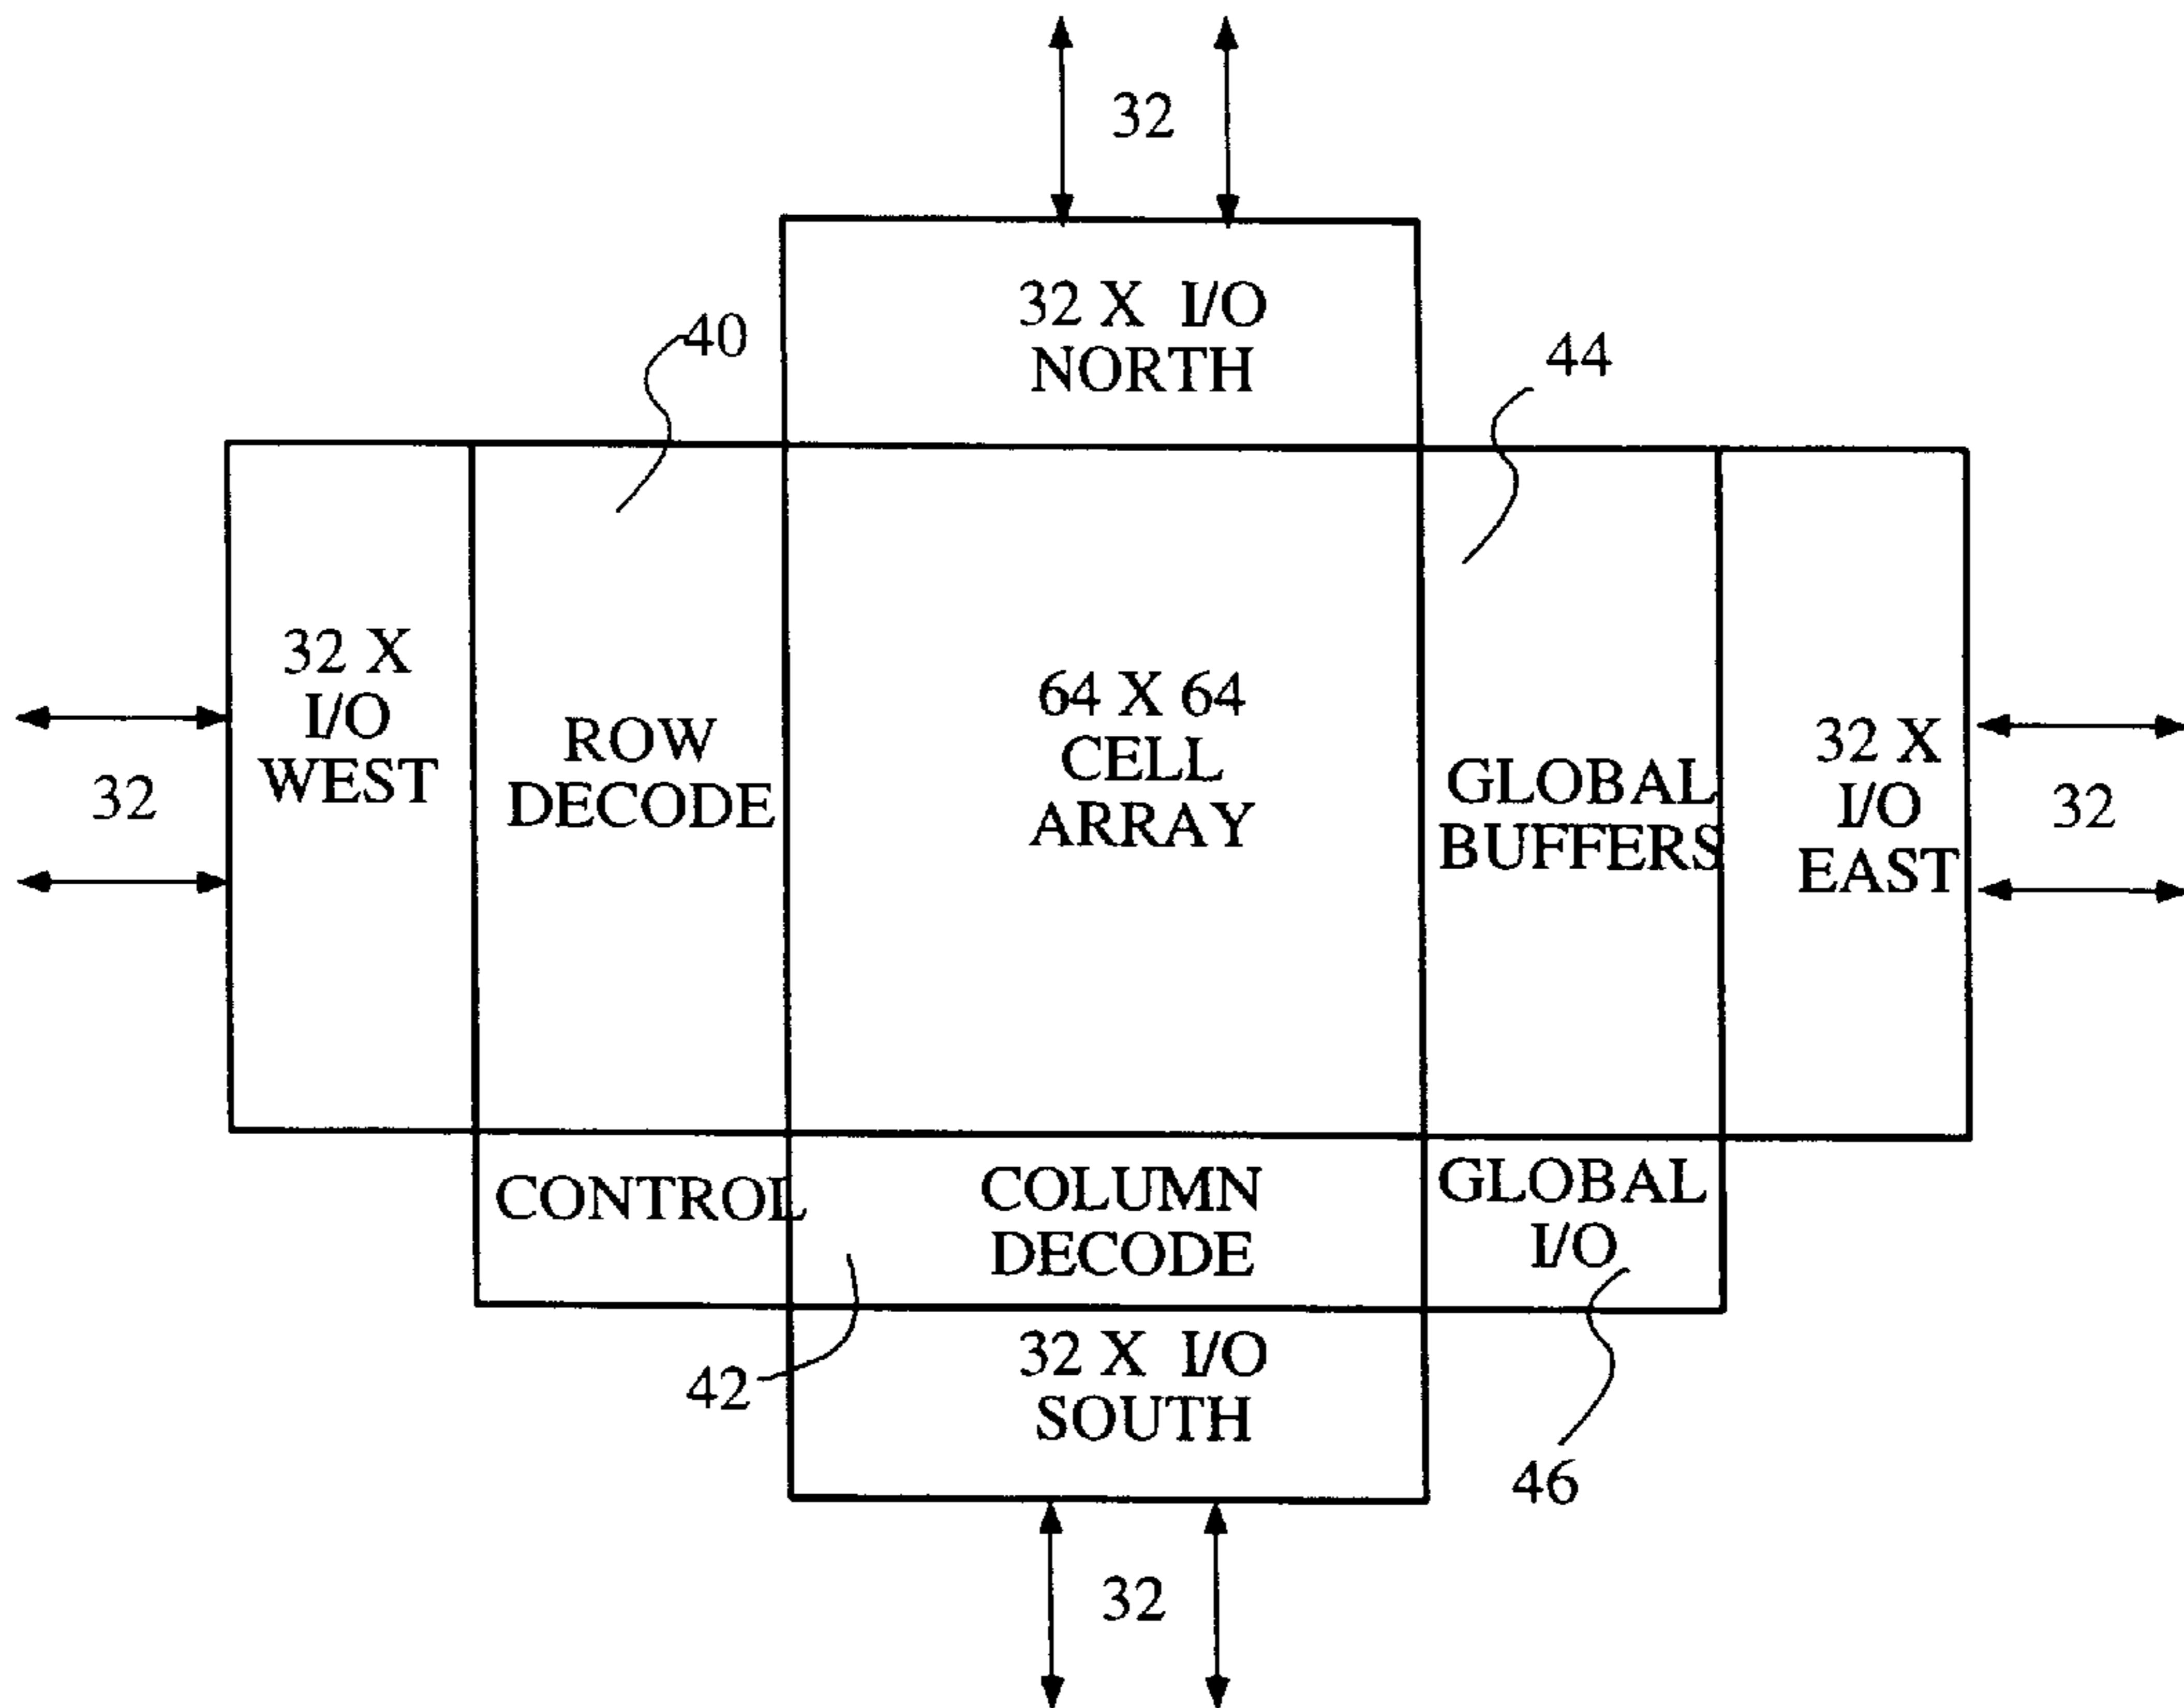 32
32 X I/O
NORTH
40
44
32 X
I/O
WEST
32
ROW
DECODE
64 X 64
CELL
ARRAY
GLOBAL
BUFFERS
32 X
I/O
EAST
32
CONTROL
COLUMN
DECODE
GLOBAL
I/O
42
32 X I/O
SOUTH
46
32